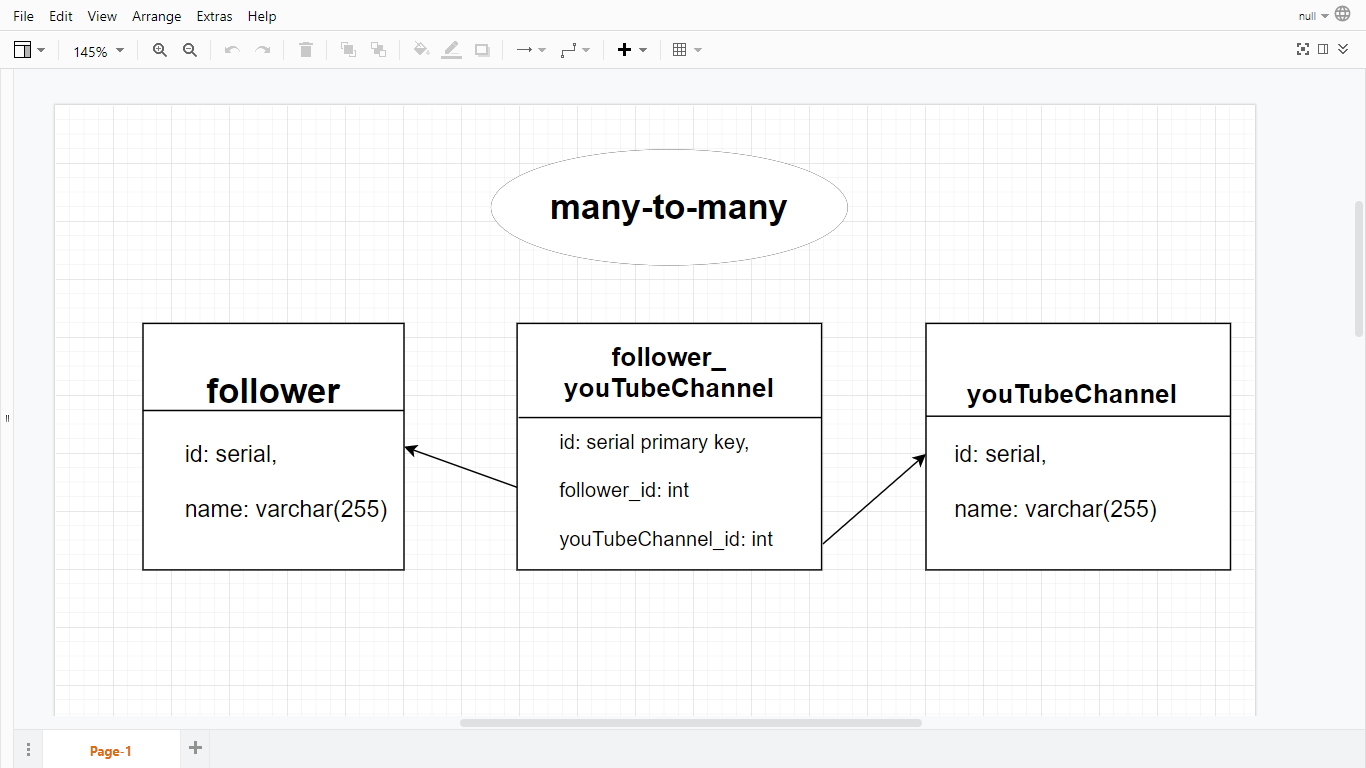 File Edit View Arrange Extras Help
null
145%
many-to-many
follower
id: serial,
name: varchar(255)
follower_
youTubeChannel
id: serial primary key,
follower_id: int
youTubeChannel_id: int
youTubeChannel
id: serial,
name: varchar(255)
Page-1